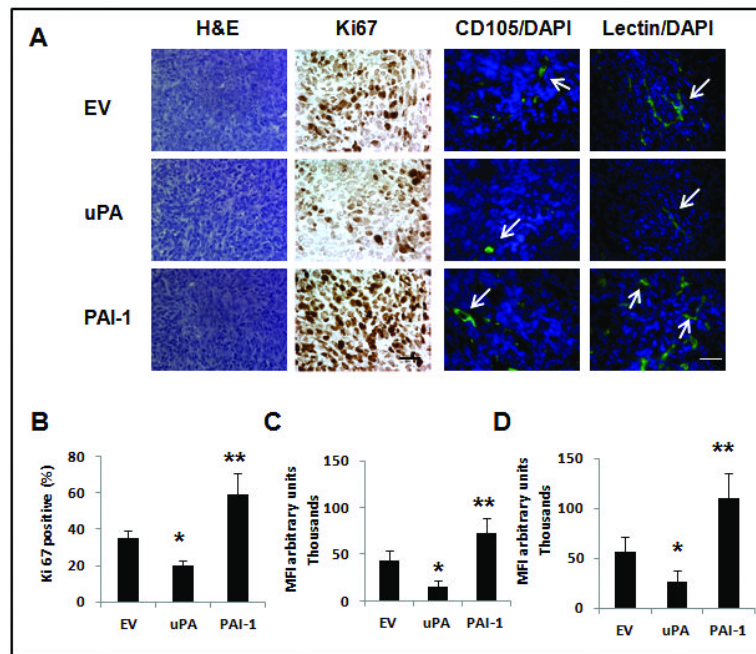 A
H&E Ki67 CD105/DAPI Lectin/DAPI
EV
uPA
PAI-1
B
Ki 67 positive (%)
80
60
40
20
0
*
**
EV uPA PAI-1
C
MFI arbitrary units
Thousands
150
100
50
0
*
**
EV uPA PAI-1
D
MFI arbitrary units
Thousands
150
100
50
0
*
**
EV uPA PAI-1